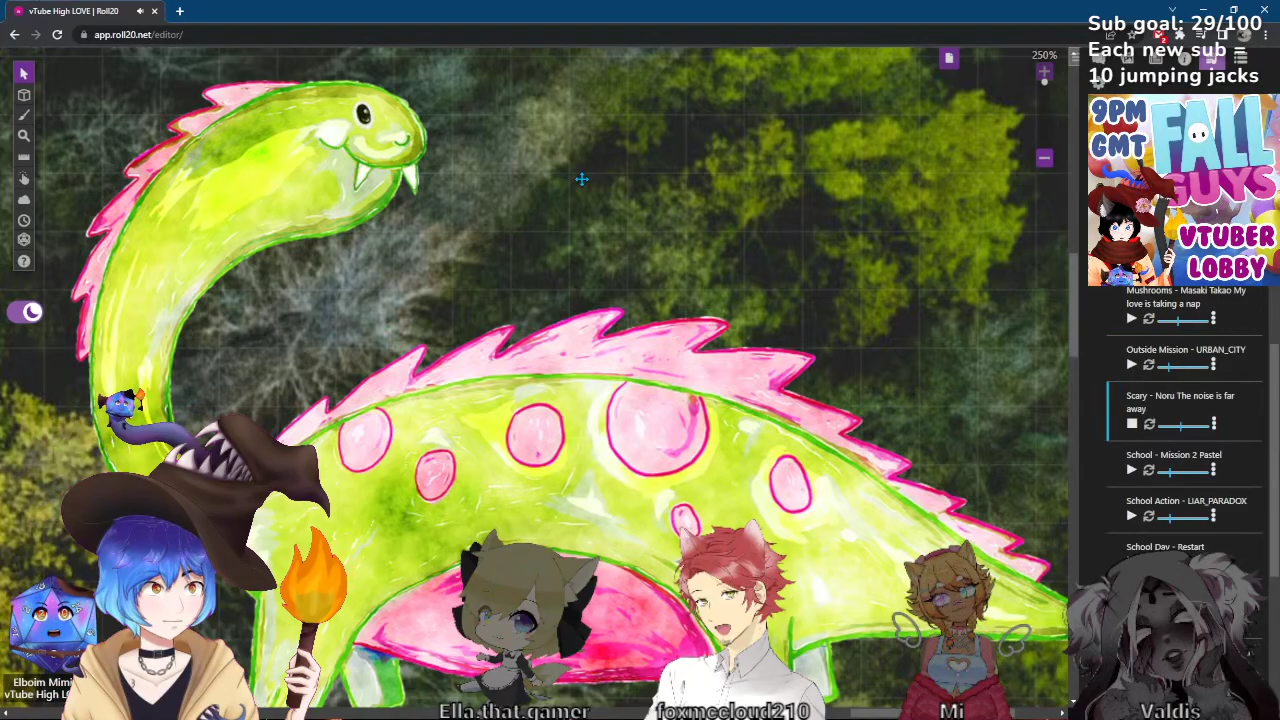 vTube High LOVE | Roll20
app.roll20.net/editor/
Sub goal: 29/100
Each new sub =
10 jumping jacks
250%
9PM
GMT
FALL
GUYS
VTUBER
LOBBY
Mushrooms - Masaki Takao My
love is taking a nap
Outside Mission - URBAN_CITY
Scary - Noru The noise is far
away
School - Mission 2 Pastel
School Action - LIAR_PARADOX
School Day - Restart
Elboim Mimi
vTube High L
Ella.that.gamer
foxmccloud210
Mi
Valdis